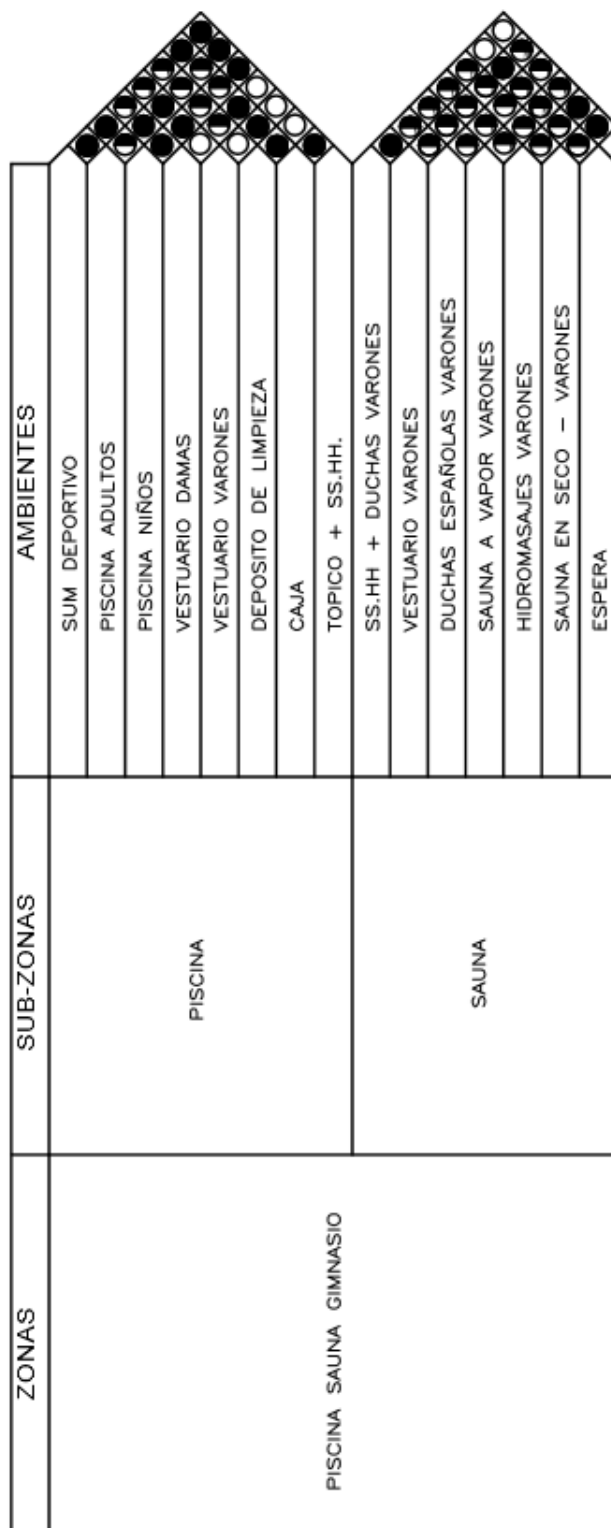 ZONAS
SUB-ZONAS
AMBIENTES
PISCINA SAUNA GIMNASIO
PISCINA
SUM DEPORTIVO
PISCINA ADULTOS
PISCINA NIÑOS
VESTUARIO DAMAS
VESTUARIO VARONES
DEPOSITO DE LIMPIEZA
CAJA
TOPICO + SS.HH.
SAUNA
SS.HH + DUCHAS VARONES
VESTUARIO VARONES
DUCHAS ESPAÑOLAS VARONES
SAUNA A VAPOR VARONES
HIDROMASAJES VARONES
SAUNA EN SECO – VARONES
ESPERA